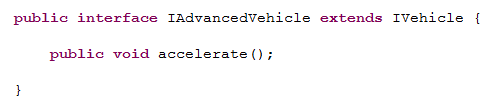 public interface IAdvancedVehicle extends IVehicle {
public void accelerate();
}